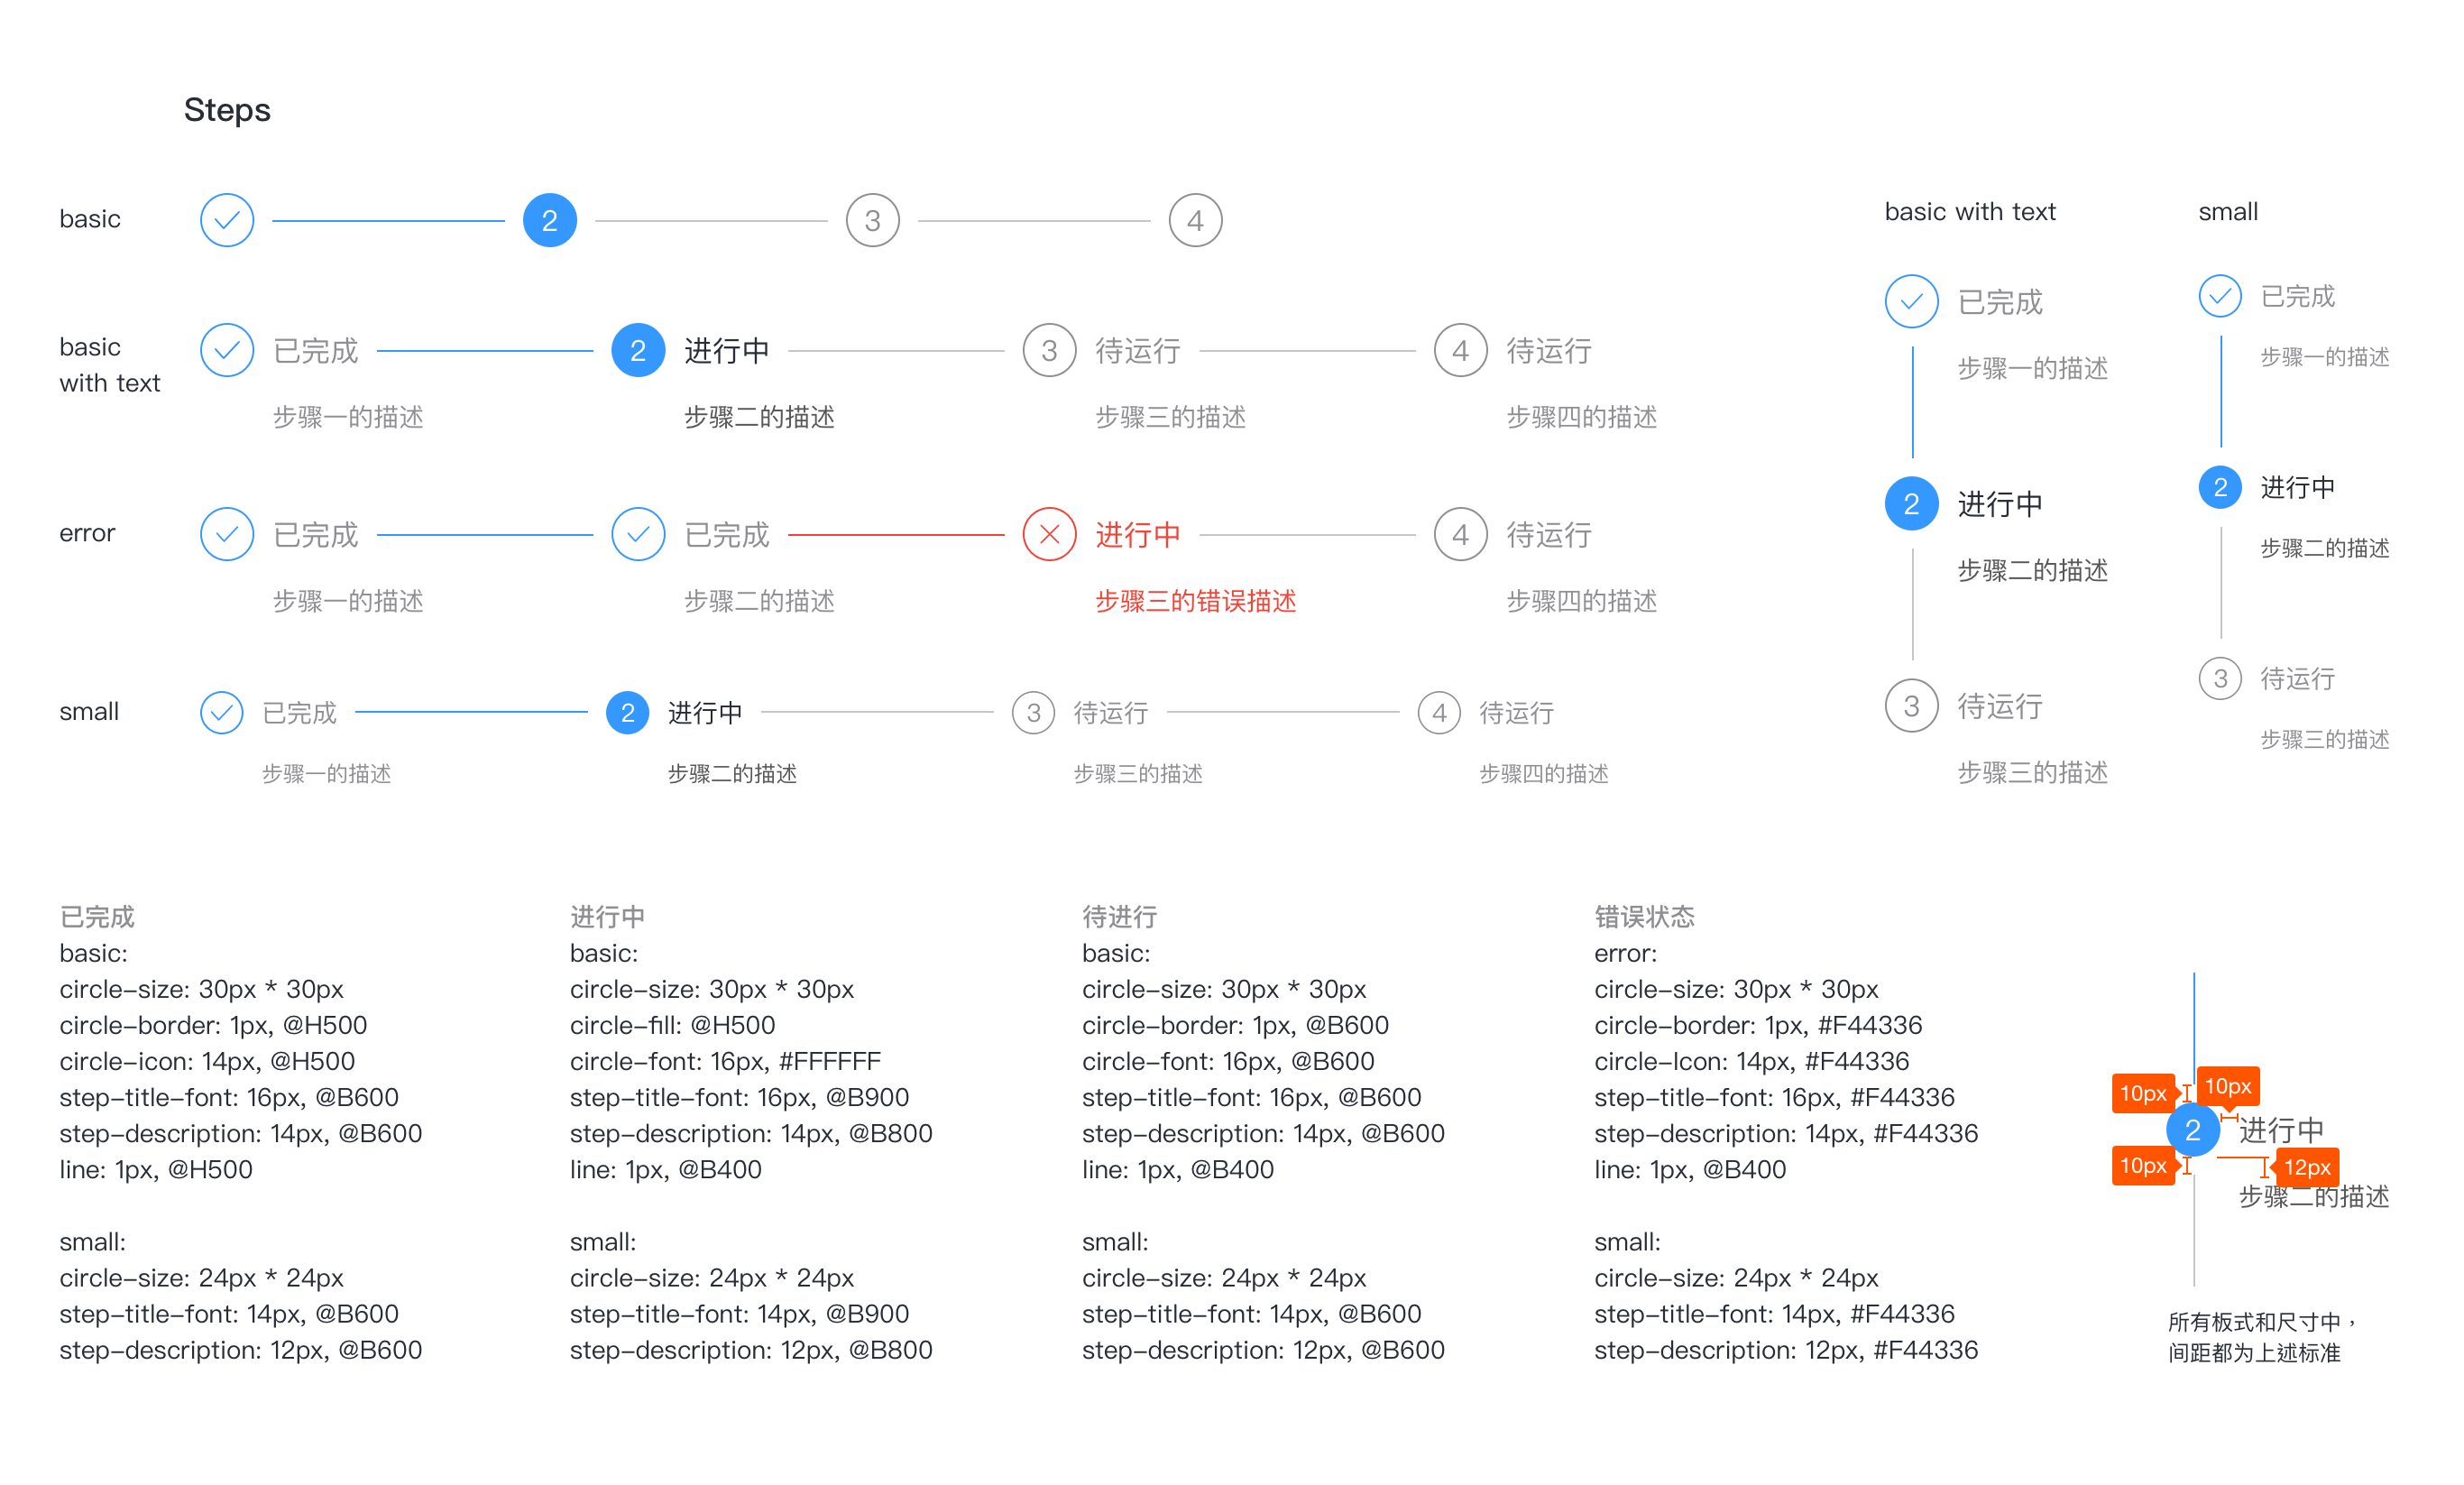 Steps
basic
2
3
4
basic
with text
已完成
步骤一的描述
2
进行中
步骤二的描述
3
待运行
步骤三的描述
4
待运行
步骤四的描述
error
已完成
步骤一的描述
已完成
步骤二的描述
进行中
步骤三的错误描述
4
待运行
步骤四的描述
small
已完成
步骤一的描述
2
进行中
步骤二的描述
3
待运行
步骤三的描述
4
待运行
步骤四的描述
basic with text
已完成
步骤一的描述
2
进行中
步骤二的描述
3
待运行
步骤三的描述
small
已完成
步骤一的描述
2
进行中
步骤二的描述
3
待运行
步骤三的描述
已完成
basic:
circle-size: 30px * 30px
circle-border: 1px, @H500
circle-icon: 14px, @H500
step-title-font: 16px, @B600
step-description: 14px, @B600
line: 1px, @H500
small:
circle-size: 24px * 24px
step-title-font: 14px, @B600
step-description: 12px, @B600
进行中
basic:
circle-size: 30px * 30px
circle-fill: @H500
circle-font: 16px, #FFFFFF
step-title-font: 16px, @B900
step-description: 14px, @B800
line: 1px, @B400
small:
circle-size: 24px * 24px
step-title-font: 14px, @B900
step-description: 12px, @B800
待进行
basic:
circle-size: 30px * 30px
circle-border: 1px, @B600
circle-font: 16px, @B600
step-title-font: 16px, @B600
step-description: 14px, @B600
line: 1px, @B400
small:
circle-size: 24px * 24px
step-title-font: 14px, @B600
step-description: 12px, @B600
错误状态
error:
circle-size: 30px * 30px
circle-border: 1px, #F44336
circle-Icon: 14px, #F44336
step-title-font: 16px, #F44336
step-description: 14px, #F44336
line: 1px, @B400
small:
circle-size: 24px * 24px
step-title-font: 14px, #F44336
step-description: 12px, #F44336
10px
10px
2
进行中
10px
12px
步骤二的描述
所有板式和尺寸中，
间距都为上述标准